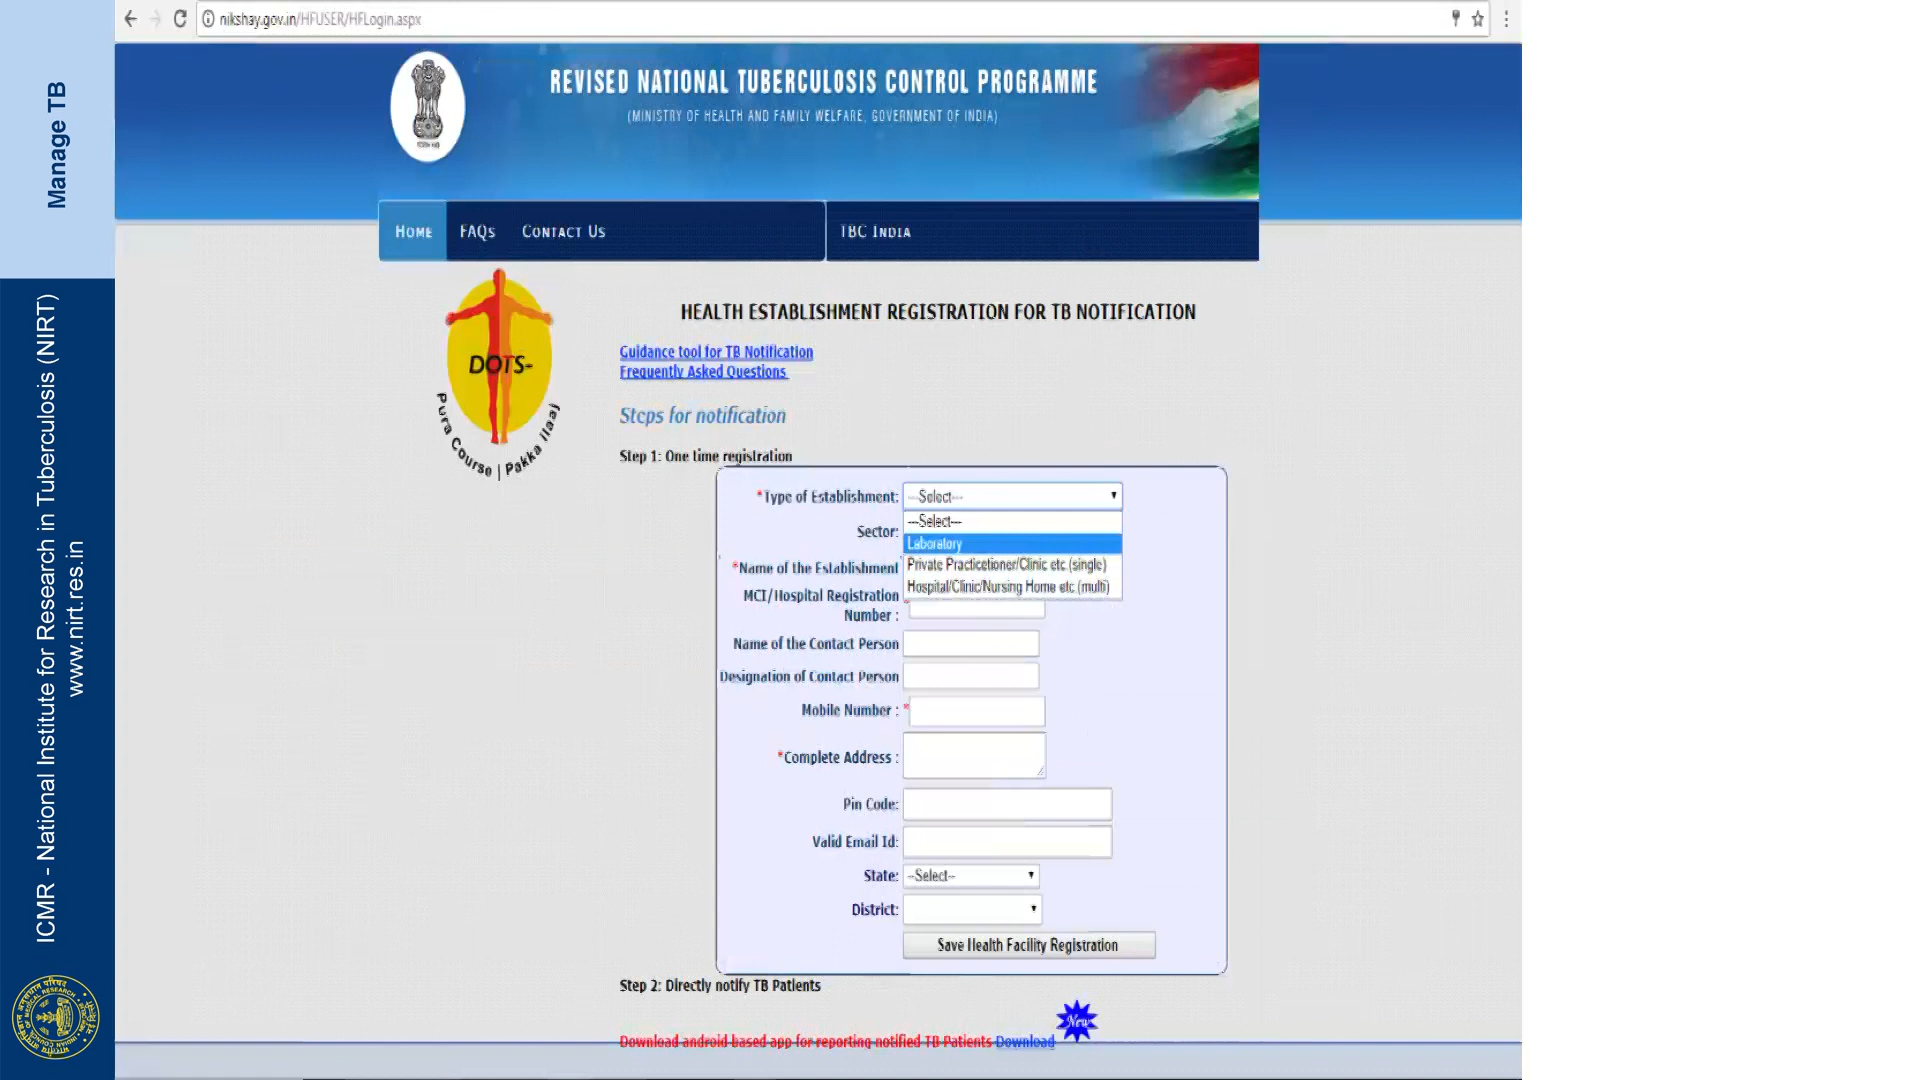 nikshay.gov.in/HFUSER/HFLogin.aspx
Manage TB
ICMR - National Institute for Research in Tuberculosis (NIRT)
www.nirt.res.in
REVISED NATIONAL TUBERCULOSIS CONTROL PROGRAMME
(MINISTRY OF HEALTH AND FAMILY WELFARE, GOVERNMENT OF INDIA)
HOME FAQS CONTACT US TBC INDIA
DOTS-
Pura Course | Pakka Ilaaj
HEALTH ESTABLISHMENT REGISTRATION FOR TB NOTIFICATION
Guidance tool for TB Notification
Frequently Asked Questions
Steps for notification
Step 1: One time registration
*Type of Establishment: ---Select---
---Select---
Sector:
Laboratory
*Name of the Establishment
Private Practicetioner/Clinic etc.(single)
Hospital/Clinic/Nursing Home etc.(multi)
MCI/Hospital Registration
Number : *
Name of the Contact Person
Designation of Contact Person
Mobile Number : *
*Complete Address :
Pin Code:
Valid Email Id:
State: --Select--
District:
Save Health Facility Registration
Step 2: Directly notify TB Patients
New
Download android based app for reporting notified TB Patients Download